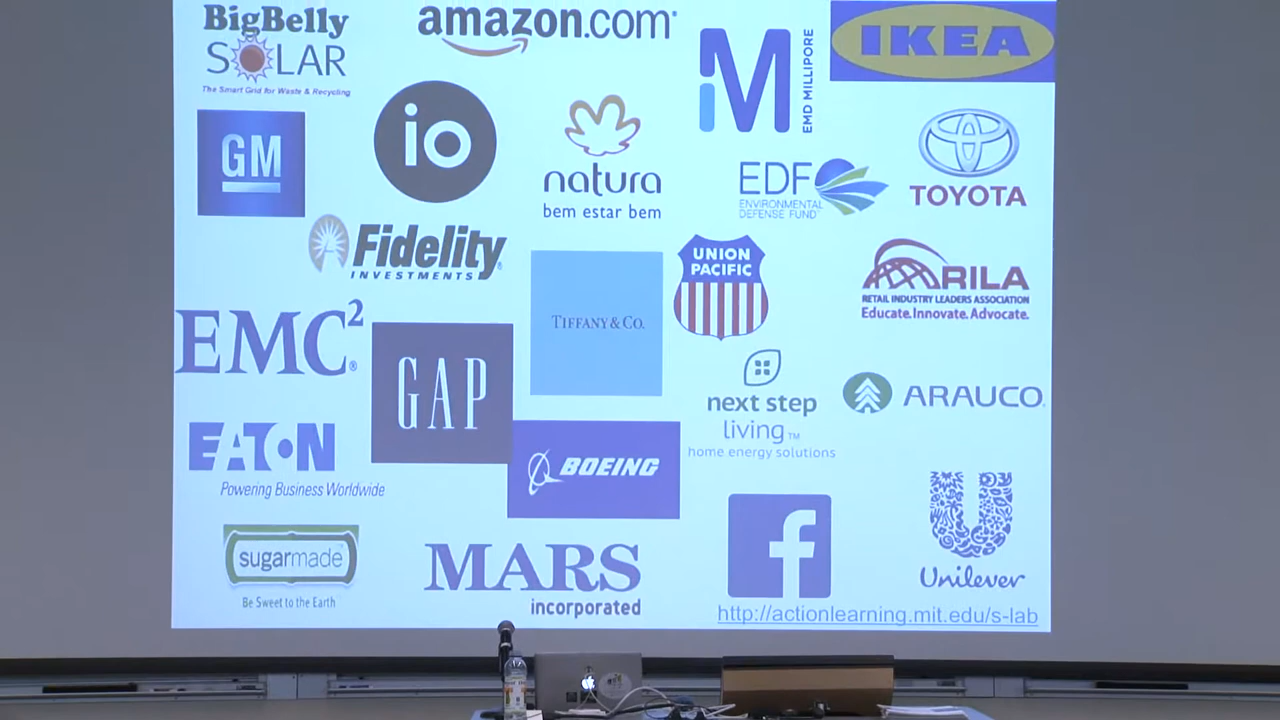 BigBelly
SOLAR
The Smart Grid for Waste & Recycling
amazon.com
M
EMD MILLIPORE
IKEA
GM
io
natura
bem estar bem
EDF
ENVIRONMENTAL
DEFENSE FUND™
TOYOTA
Fidelity
INVESTMENTS®
TIFFANY & CO.
UNION
PACIFIC
RILA
RETAIL INDUSTRY LEADERS ASSOCIATION
Educate. Innovate. Advocate.
EMC²®
GAP
next step
living™
home energy solutions
ARAUCO
EATON
Powering Business Worldwide
BOEING
sugarmade
Be Sweet to the Earth
MARS
incorporated
f
Unilever
http://actionlearning.mit.edu/s-lab